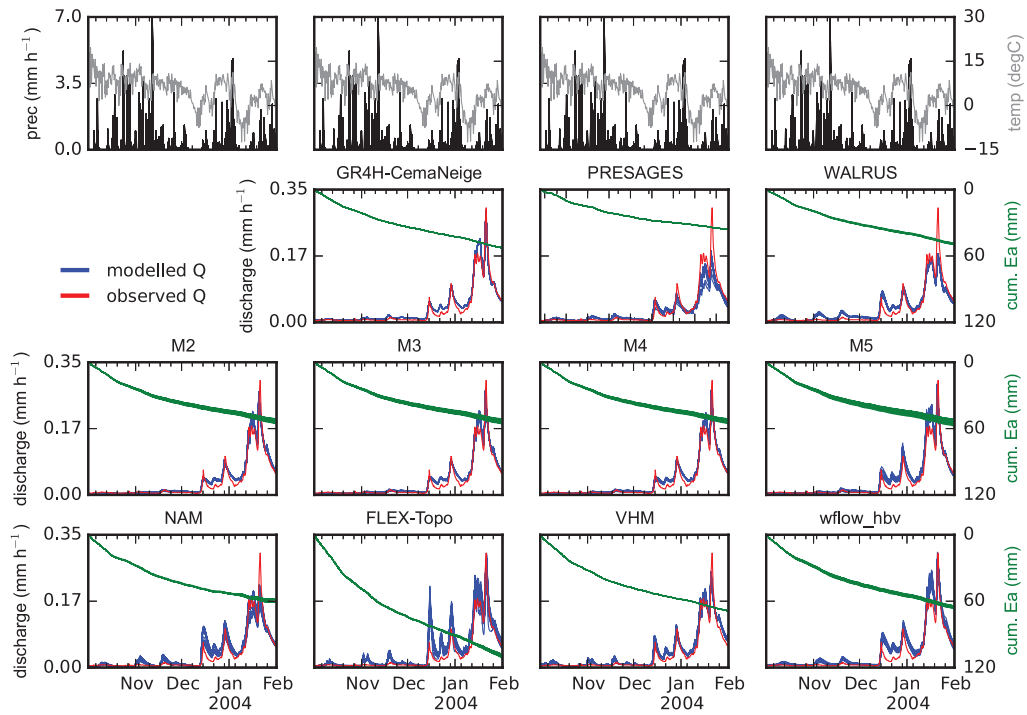 7.0
3.5
0.0
prec (mm h⁻¹)
30
15
0
−15
temp (degC)
GR4H-CemaNeige
PRESAGES
WALRUS
0.35
0.17
0.00
discharge (mm h⁻¹)
0
60
120
cum. Ea (mm)
modelled Q
observed Q
M2
M3
M4
M5
0.35
0.17
0.00
discharge (mm h⁻¹)
0
60
120
cum. Ea (mm)
NAM
FLEX-Topo
VHM
wflow_hbv
0.35
0.17
0.00
discharge (mm h⁻¹)
0
60
120
cum. Ea (mm)
Nov Dec Jan Feb
2004
Nov Dec Jan Feb
2004
Nov Dec Jan Feb
2004
Nov Dec Jan Feb
2004